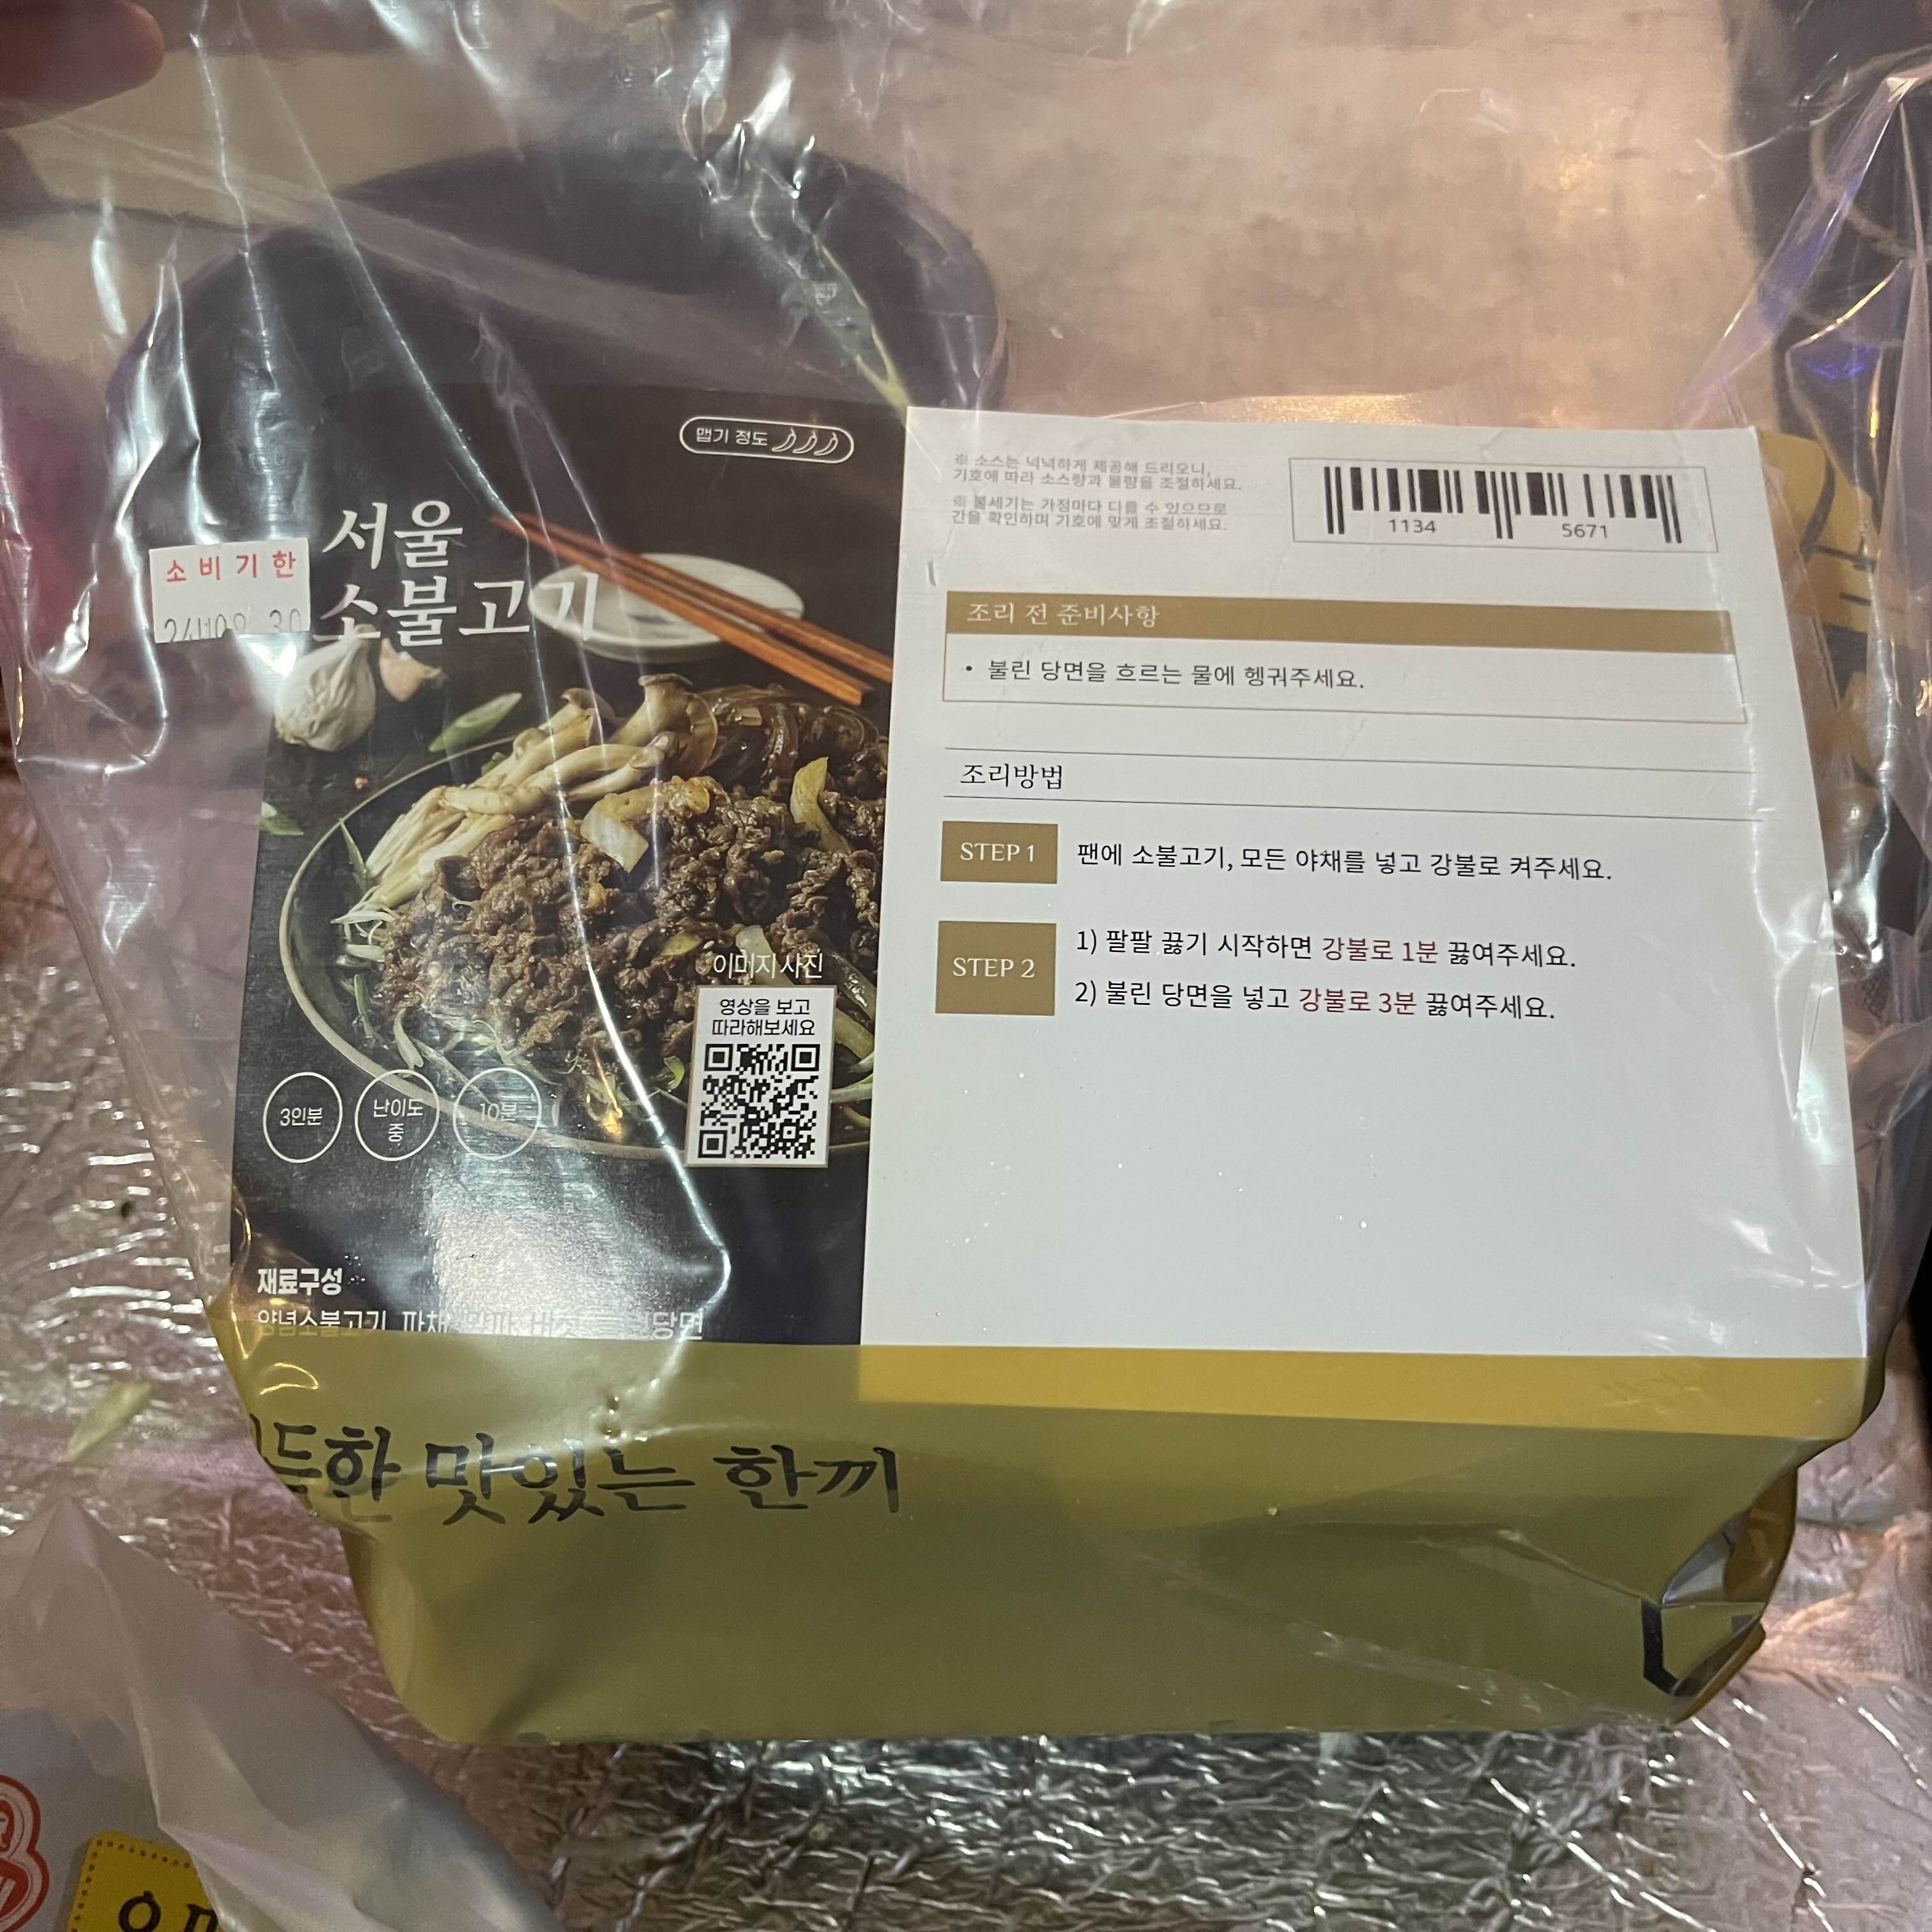 맵기 정도
서울
소불고기
소비기한
이미지 사진
영상을 보고
따라해보세요
3인분
난이도
중
10분
재료구성
양념소불고기, 파채
당면
※ 소스는 넉넉하게 제공해 드리오니,
기호에 따라 소스량과 물량을 조절하세요.
※ 불세기는 가정마다 다를 수 있으므로
간을 확인하며 기호에 맞게 조절하세요.
1134 5671
조리 전 준비사항
• 불린 당면을 흐르는 물에 헹궈주세요.
조리방법
STEP 1
팬에 소불고기, 모든 야채를 넣고 강불로 켜주세요.
STEP 2
1) 팔팔 끓기 시작하면 강불로 1분 끓여주세요.
2) 불린 당면을 넣고 강불로 3분 끓여주세요.
맛있는 한끼